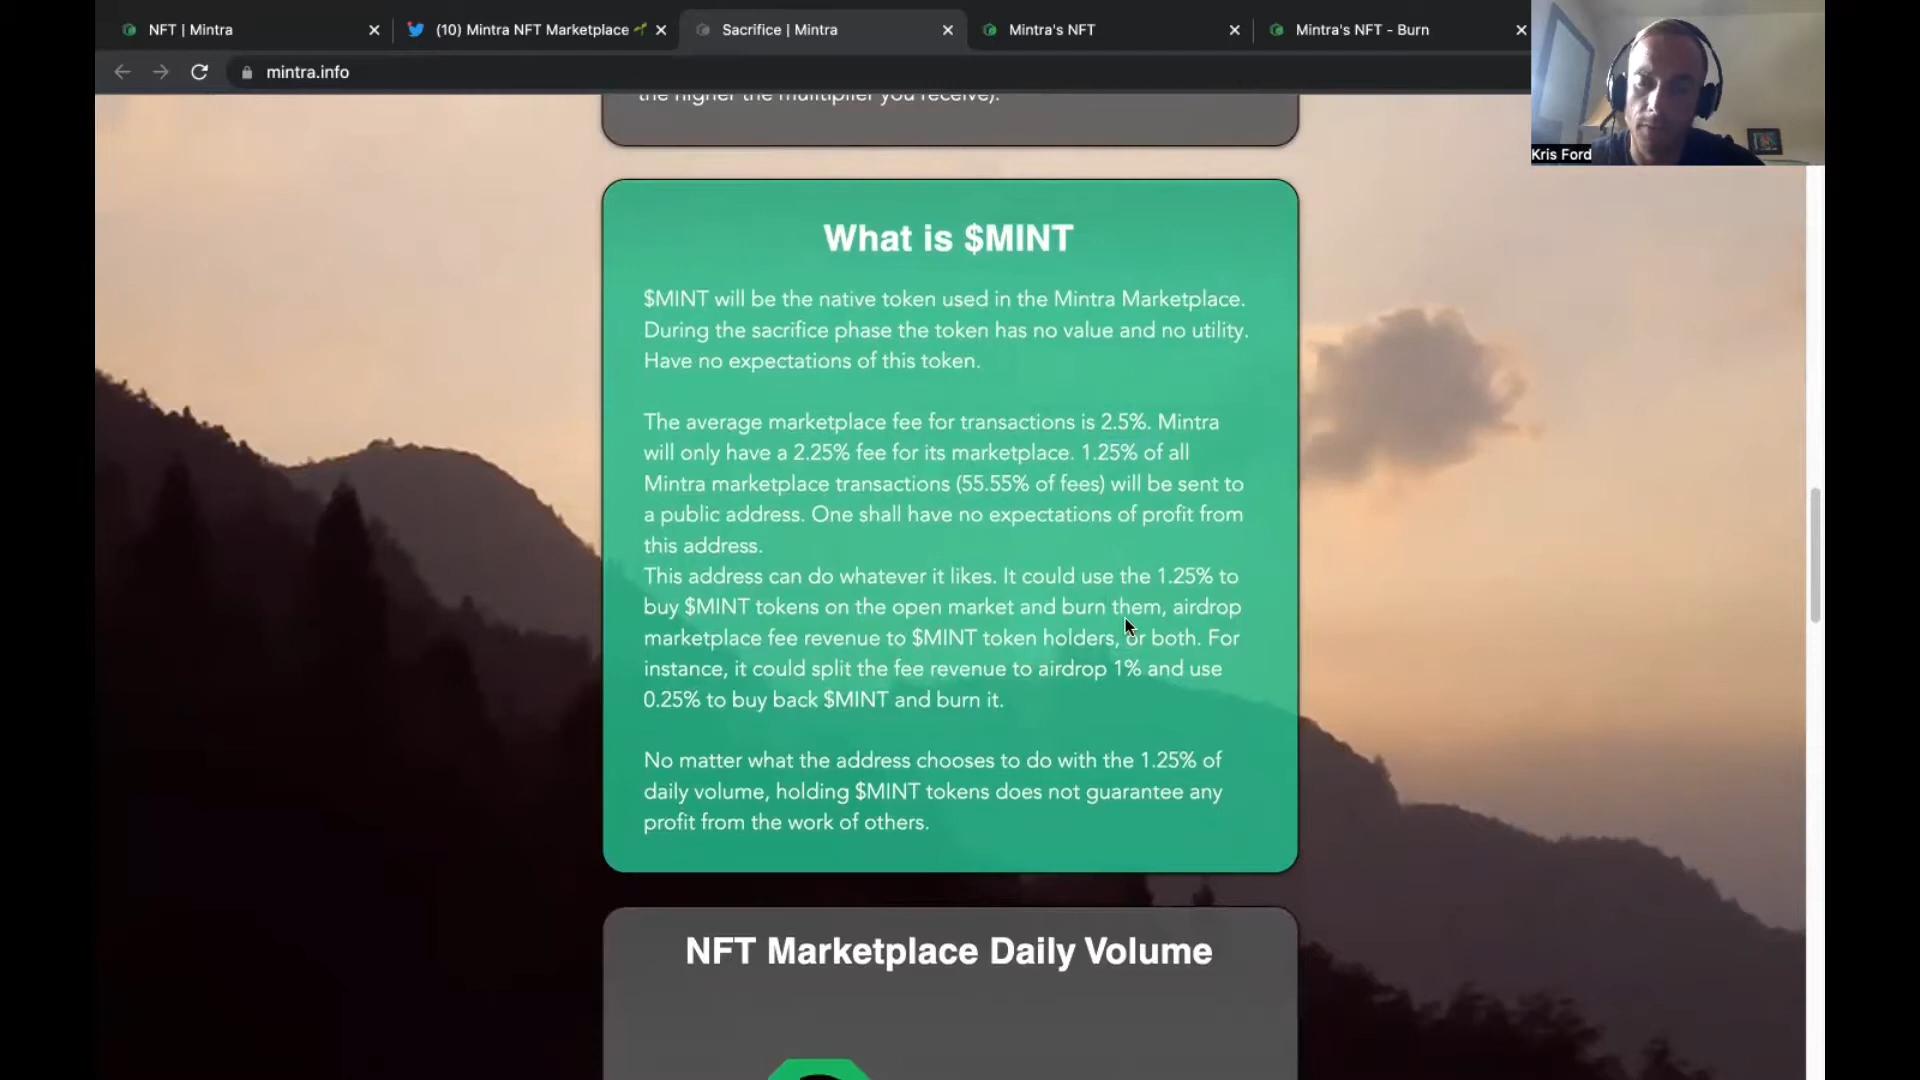 NFT | Mintra
(10) Mintra NFT Marketplace
Sacrifice | Mintra
Mintra's NFT
Mintra's NFT - Burn
mintra.info
Kris Ford
the higher the multiplier you receive).
What is $MINT
$MINT will be the native token used in the Mintra Marketplace.
During the sacrifice phase the token has no value and no utility.
Have no expectations of this token.
The average marketplace fee for transactions is 2.5%. Mintra
will only have a 2.25% fee for its marketplace. 1.25% of all
Mintra marketplace transactions (55.55% of fees) will be sent to
a public address. One shall have no expectations of profit from
this address.
This address can do whatever it likes. It could use the 1.25% to
buy $MINT tokens on the open market and burn them, airdrop
marketplace fee revenue to $MINT token holders, or both. For
instance, it could split the fee revenue to airdrop 1% and use
0.25% to buy back $MINT and burn it.
No matter what the address chooses to do with the 1.25% of
daily volume, holding $MINT tokens does not guarantee any
profit from the work of others.
NFT Marketplace Daily Volume